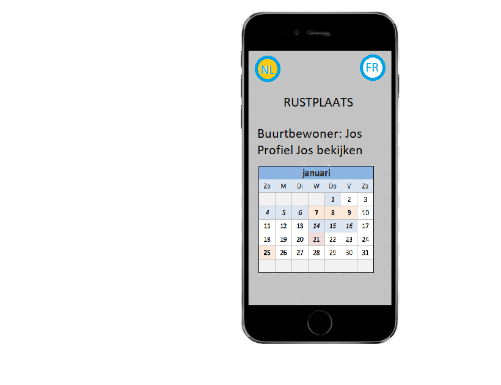 NL FR
RUSTPLAATS
Buurtbewoner: Jos
Profiel Jos bekijken
januari
Zo M Di W Do V Za
1 2 3
4 5 6 7 8 9 10
11 12 13 14 15 16 17
18 19 20 21 22 23 24
25 26 27 28 29 30 31